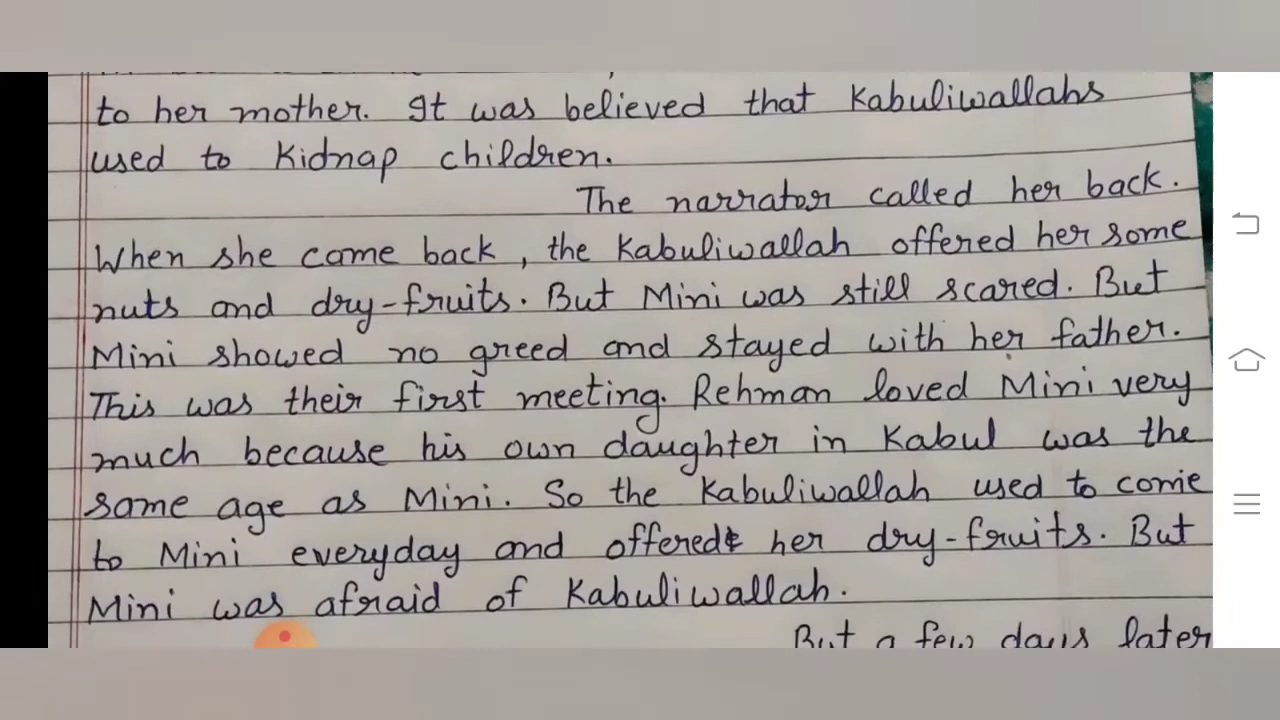 to her mother. It was believed that Kabuliwallahs
used to Kidnap children.
The narrator called her back.
When she came back, the Kabuliwallah offered her some
nuts and dry-fruits. But Mini was still scared. But
Mini showed no greed and stayed with her father.
This was their first meeting. Rehman loved Mini very
much because his own daughter in Kabul was the
same age as Mini. So the Kabuliwallah used to come
to Mini everyday and offered her dry-fruits. But
Mini was afraid of Kabuliwallah.
But a few days later